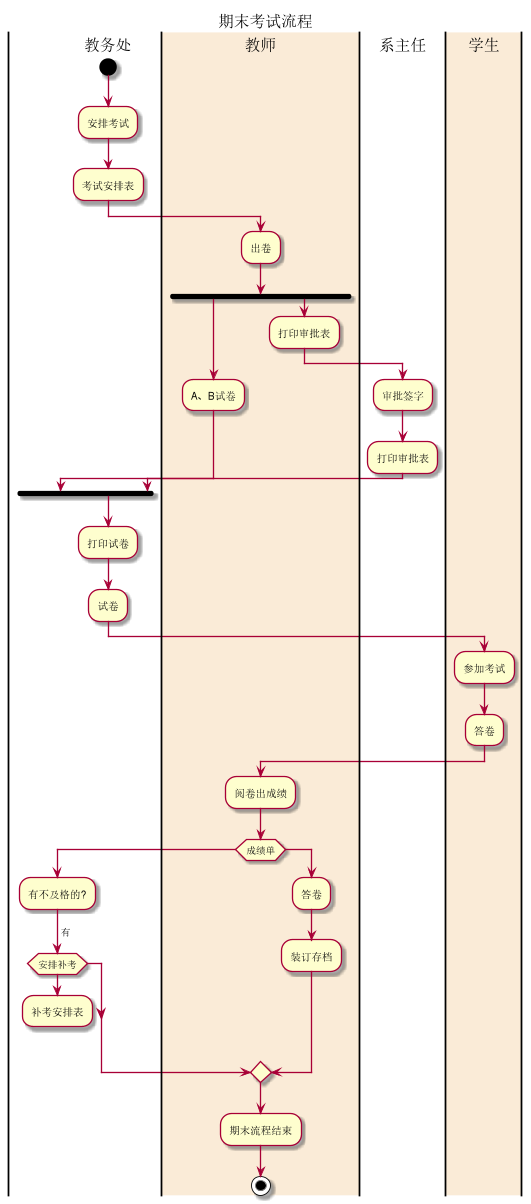 期末考试流程
教务处
教师
系主任
学生
安排考试
考试安排表
出卷
打印审批表
A、B试卷
审批签字
打印审批表
打印试卷
试卷
参加考试
答卷
阅卷出成绩
成绩单
有不及格的?
答卷
有
安排补考
装订存档
补考安排表
期末流程结束